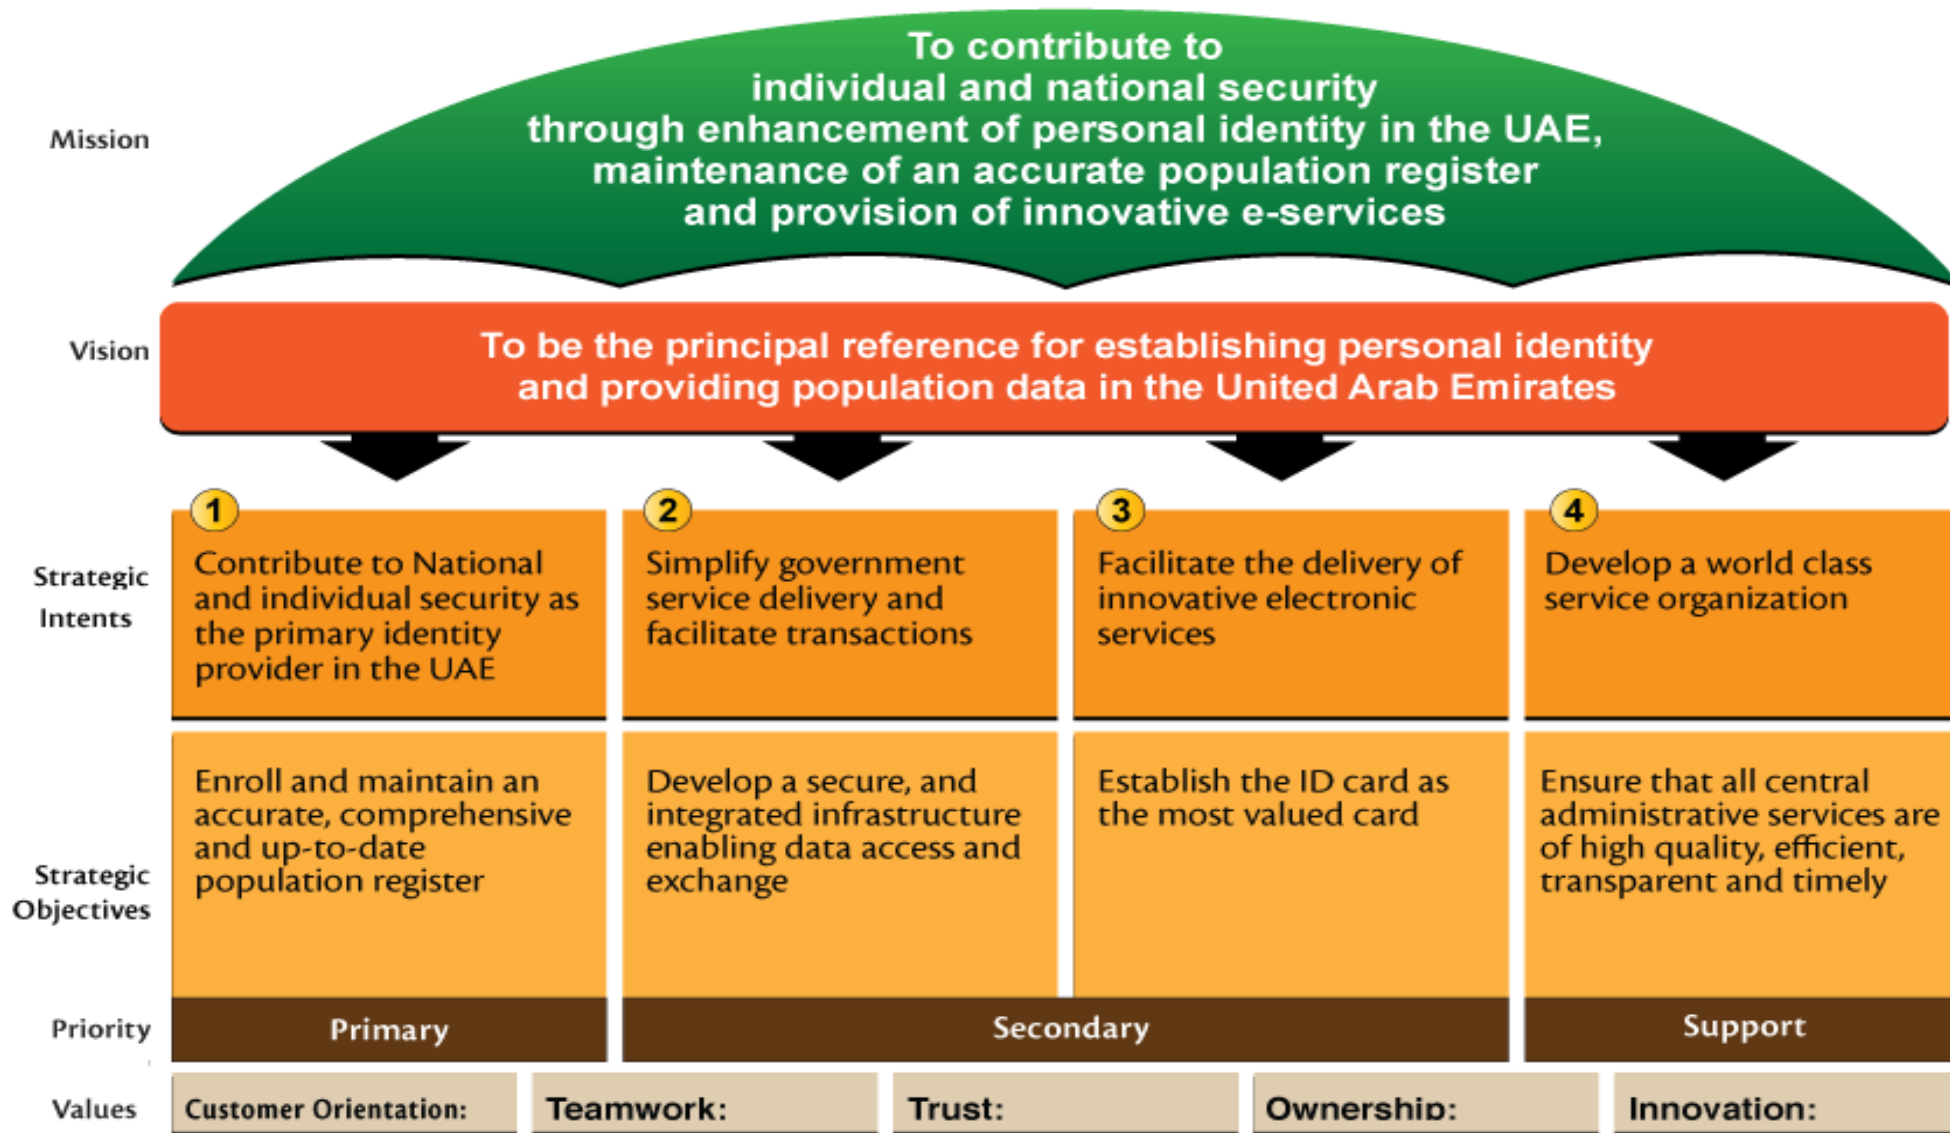 Mission
To contribute to
individual and national security
through enhancement of personal identity in the UAE,
maintenance of an accurate population register
and provision of innovative e-services
Vision
To be the principal reference for establishing personal identity
and providing population data in the United Arab Emirates
Strategic
Intents
1
Contribute to National
and individual security as
the primary identity
provider in the UAE
2
Simplify government
service delivery and
facilitate transactions
3
Facilitate the delivery of
innovative electronic
services
4
Develop a world class
service organization
Strategic
Objectives
Enroll and maintain an
accurate, comprehensive
and up-to-date
population register
Develop a secure, and
integrated infrastructure
enabling data access and
exchange
Establish the ID card as
the most valued card
Ensure that all central
administrative services are
of high quality, efficient,
transparent and timely
Priority
Primary
Secondary
Support
Values
Customer Orientation:
Teamwork:
Trust:
Ownership:
Innovation: